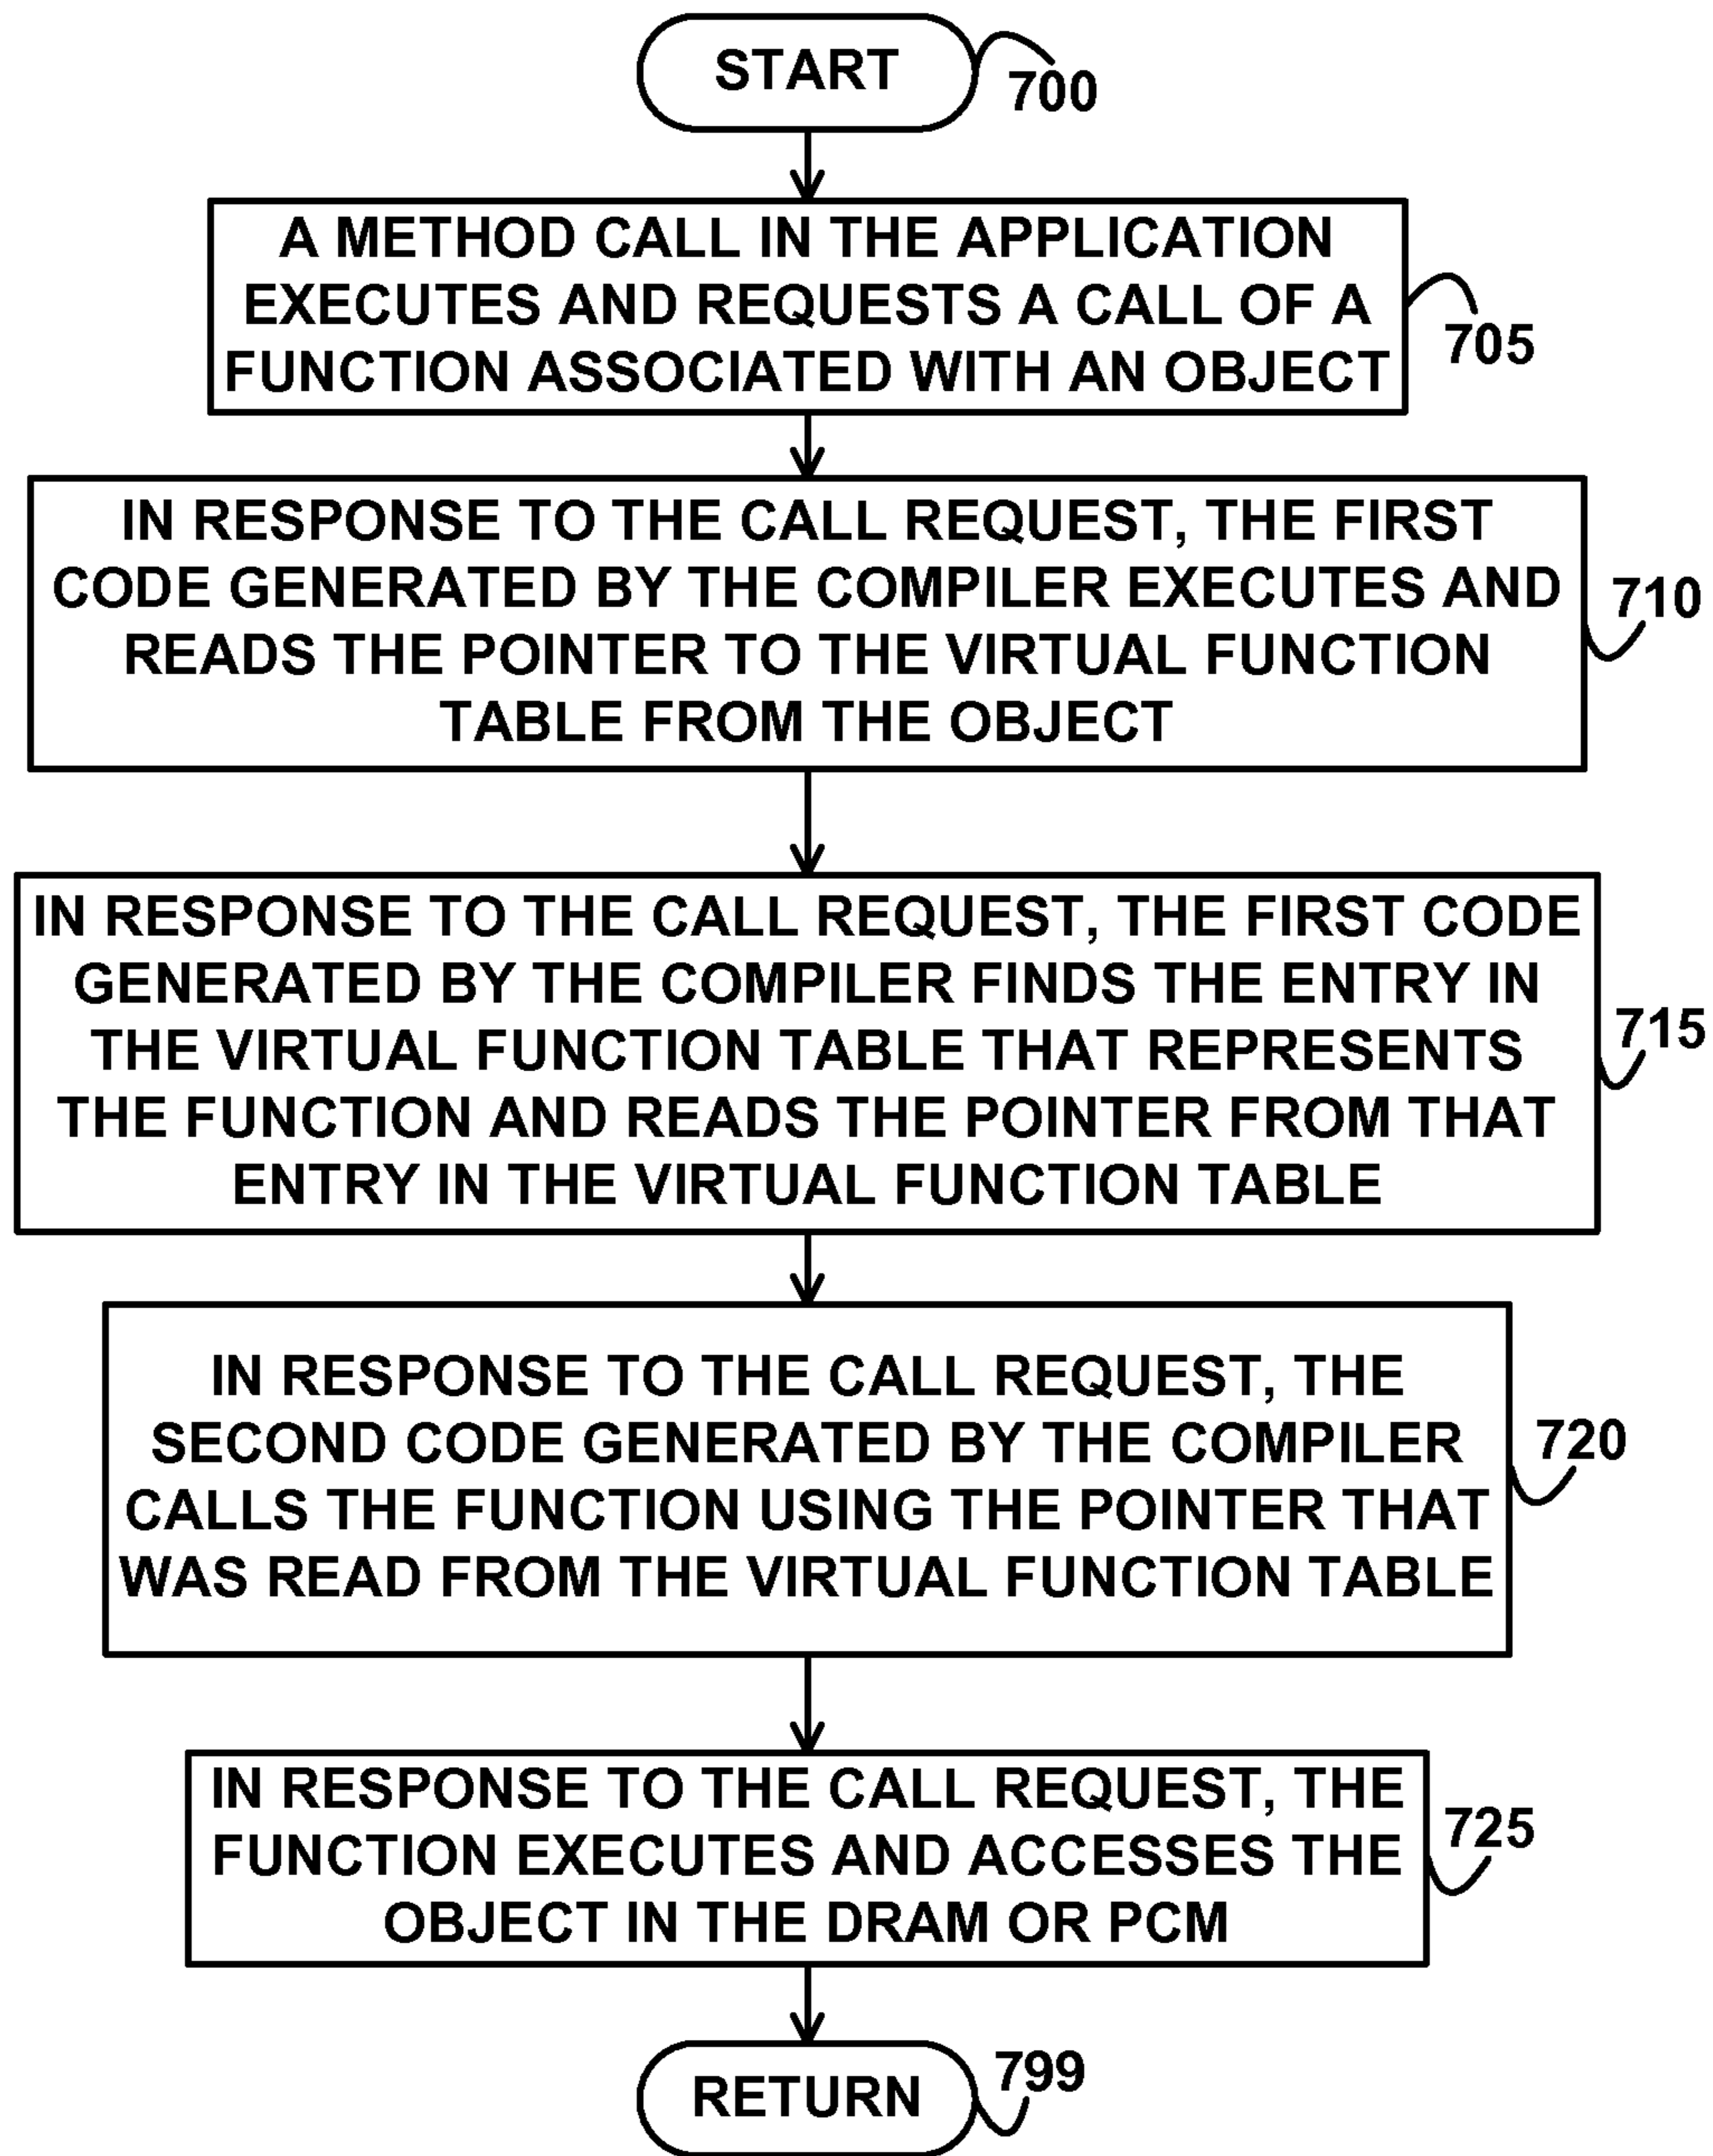 START
700
A METHOD CALL IN THE APPLICATION
EXECUTES AND REQUESTS A CALL OF A
FUNCTION ASSOCIATED WITH AN OBJECT
705
IN RESPONSE TO THE CALL REQUEST, THE FIRST
CODE GENERATED BY THE COMPILER EXECUTES AND
READS THE POINTER TO THE VIRTUAL FUNCTION
TABLE FROM THE OBJECT
710
IN RESPONSE TO THE CALL REQUEST, THE FIRST CODE
GENERATED BY THE COMPILER FINDS THE ENTRY IN
THE VIRTUAL FUNCTION TABLE THAT REPRESENTS
THE FUNCTION AND READS THE POINTER FROM THAT
ENTRY IN THE VIRTUAL FUNCTION TABLE
715
IN RESPONSE TO THE CALL REQUEST, THE
SECOND CODE GENERATED BY THE COMPILER
CALLS THE FUNCTION USING THE POINTER THAT
WAS READ FROM THE VIRTUAL FUNCTION TABLE
720
IN RESPONSE TO THE CALL REQUEST, THE
FUNCTION EXECUTES AND ACCESSES THE
OBJECT IN THE DRAM OR PCM
725
RETURN
799